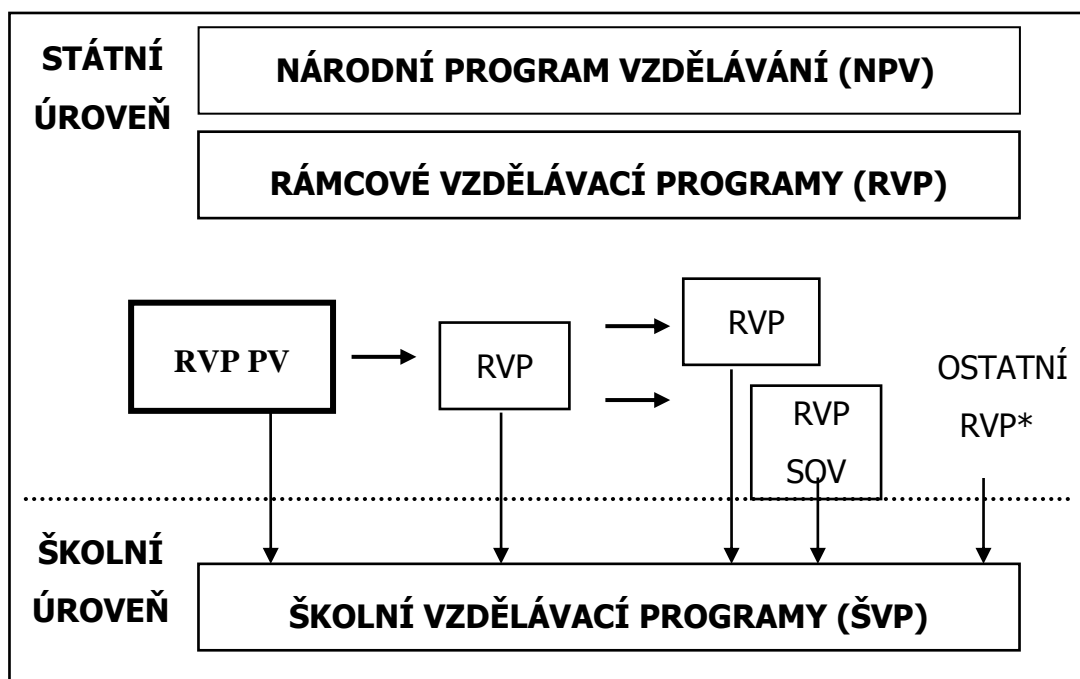 STÁTNÍ
ÚROVEŇ
NÁRODNÍ PROGRAM VZDĚLÁVÁNÍ (NPV)
RÁMCOVÉ VZDĚLÁVACÍ PROGRAMY (RVP)
RVP PV
RVP
RVP
RVP
SOV
OSTATNÍ
RVP*
ŠKOLNÍ
ÚROVEŇ
ŠKOLNÍ VZDĚLÁVACÍ PROGRAMY (ŠVP)